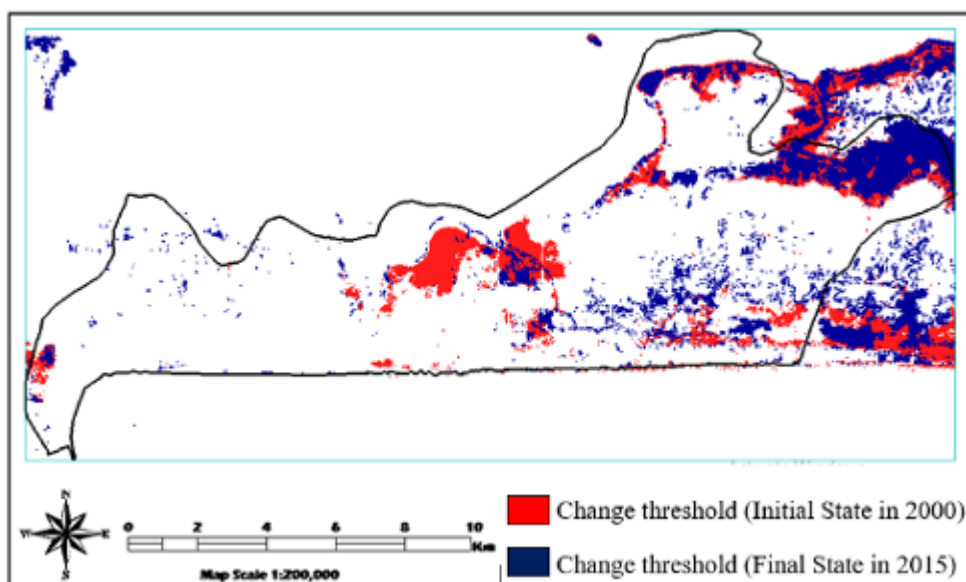 N
W E
S
0 2 4 6 8 10
Km
Map Scale 1:200,000
Change threshold (Initial State in 2000)
Change threshold (Final State in 2015)